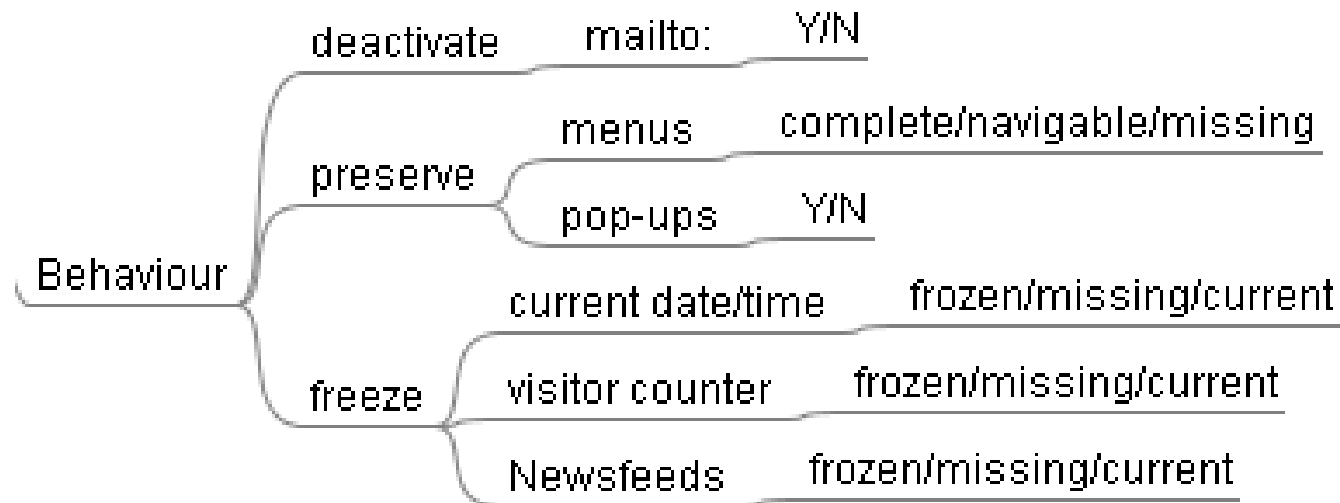 deactivate mailto: Y/N
menus complete/navigable/missing
preserve
pop-ups Y/N
Behaviour
current date/time frozen/missing/current
freeze visitor counter frozen/missing/current
Newsfeeds frozen/missing/current